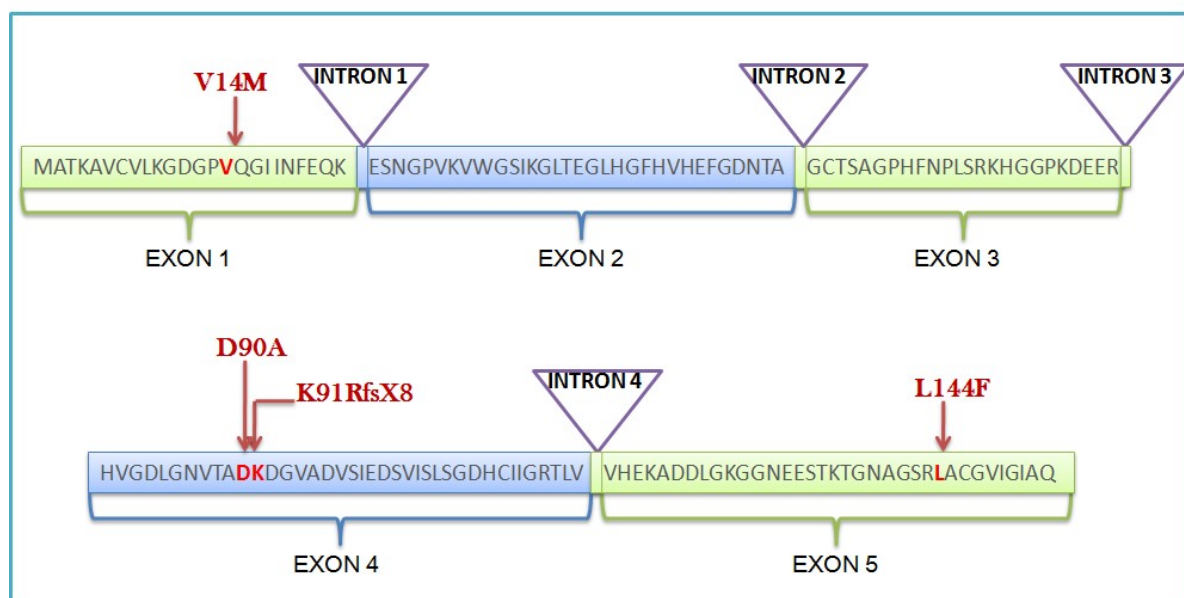 V14M
INTRON 1
INTRON 2
INTRON 3
MATKAVCVLKGDGPVQGIINFEQK
ESNGPVKVWGSIKGLTEGLHGFHVHEFGDNTA
GCTSAGPHFNPLSRKHGGPKDEER
EXON 1
EXON 2
EXON 3
D90A
K91RfsX8
INTRON 4
L144F
HVGDLGNVTADKDGVADVSIEDSVISLSGDHCIIGRTLV
VHEKADDLGKGGNEESTKTGNAGSRLACGVIGIAQ
EXON 4
EXON 5